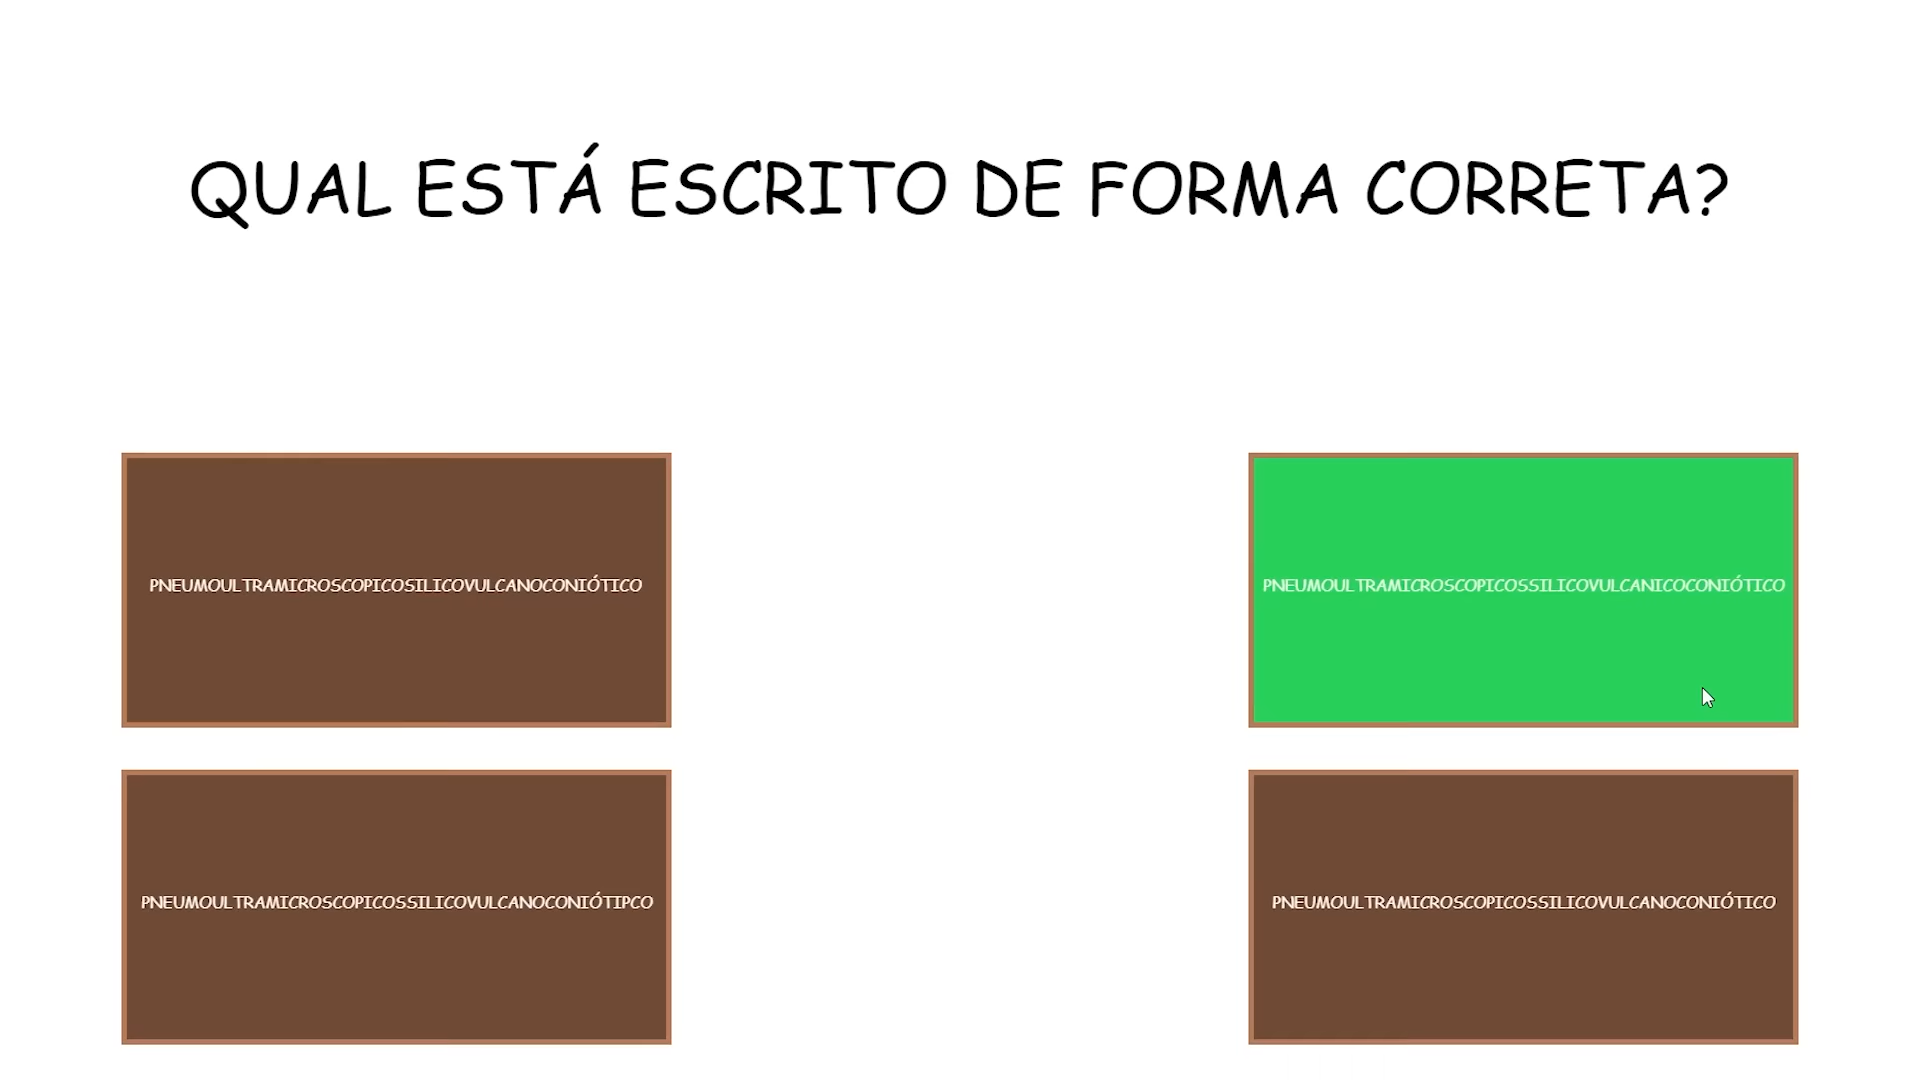 QUAL ESTÁ ESCRITO DE FORMA CORRETA?
PNEUMOULTRAMICROSCOPICOSILICOVULCANOCONIÓTICO
PNEUMOULTRAMICROSCOPICOSSILICOVULCANICOCONIÓTICO
PNEUMOULTRAMICROSCOPICOSSILICOVULCANOCONIÓTIPCO
PNEUMOULTRAMICROSCOPICOSSILICOVULCANOCONIÓTICO